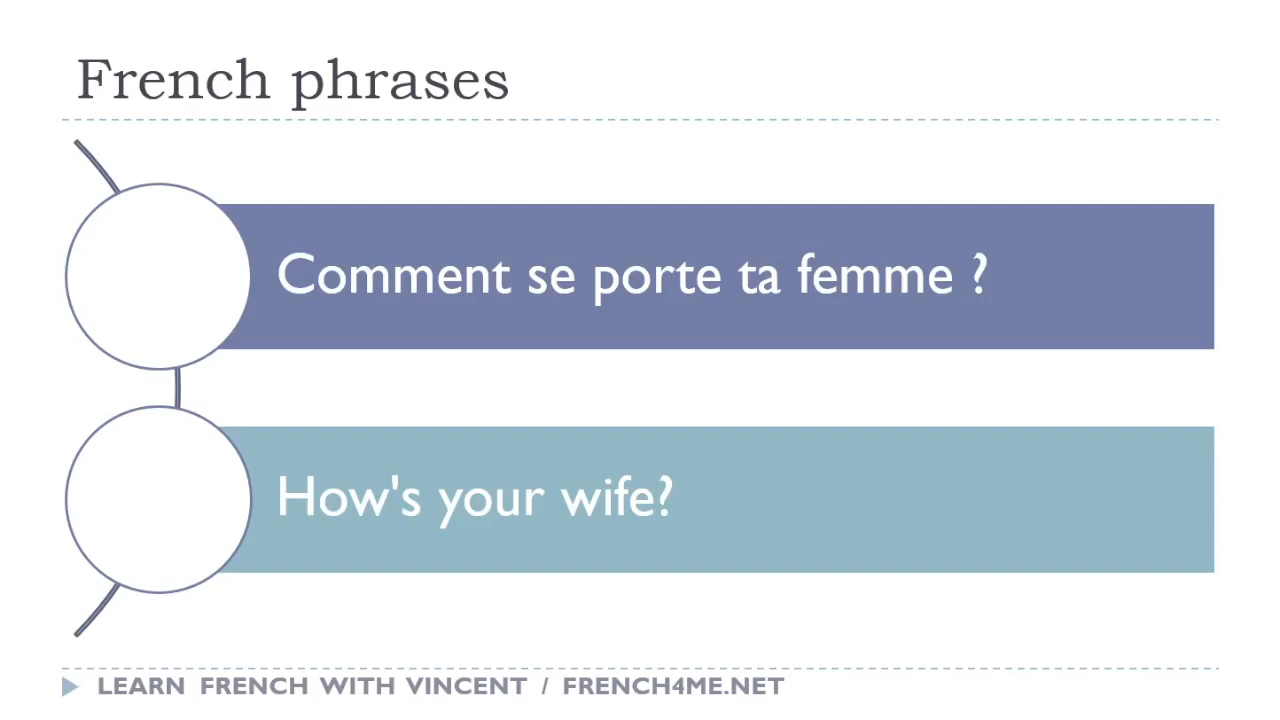 French phrases
Comment se porte ta femme ?
How's your wife?
LEARN FRENCH WITH VINCENT / FRENCH4ME.NET